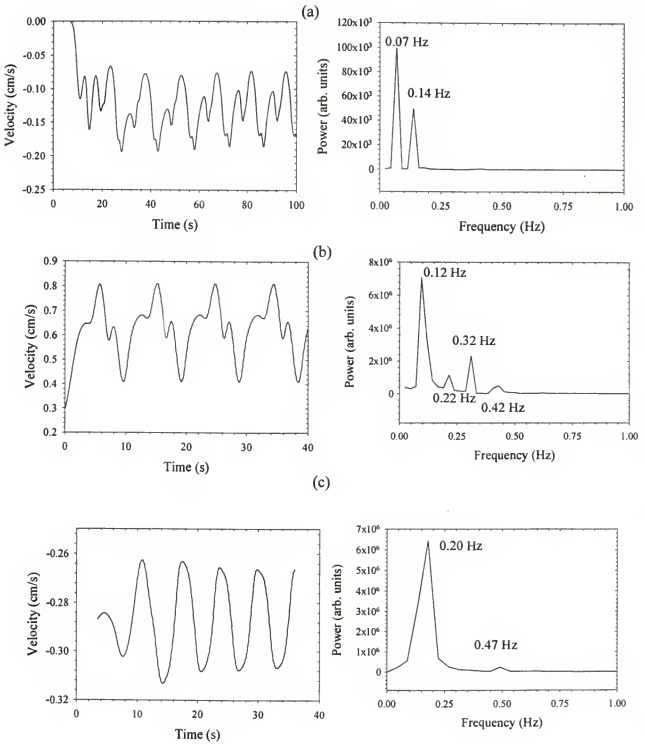 (a)
0.00
-0.05
-0.10
-0.15
-0.20
-0.25
Velocity (cm/s)
0 20 40 60 80 100
Time (s)
120x10³
100x10³
80x10³
60x10³
40x10³
20x10³
0
Power (arb. units)
0.07 Hz
0.14 Hz
0.00 0.25 0.50 0.75 1.00
Frequency (Hz)
(b)
0.9
0.8
0.7
0.6
0.5
0.4
0.3
0.2
Velocity (cm/s)
0 10 20 30 40
Time (s)
8x10⁶
6x10⁶
4x10⁶
2x10⁶
0
Power (arb. units)
0.12 Hz
0.32 Hz
0.22 Hz
0.42 Hz
0.00 0.25 0.50 0.75 1.00
Frequency (Hz)
(c)
-0.26
-0.28
-0.30
-0.32
Velocity (cm/s)
0 10 20 30 40
Time (s)
7x10⁶
6x10⁶
5x10⁶
4x10⁶
3x10⁶
2x10⁶
1x10⁶
0
Power (arb. units)
0.20 Hz
0.47 Hz
0.00 0.25 0.50 0.75 1.00
Frequency (Hz)